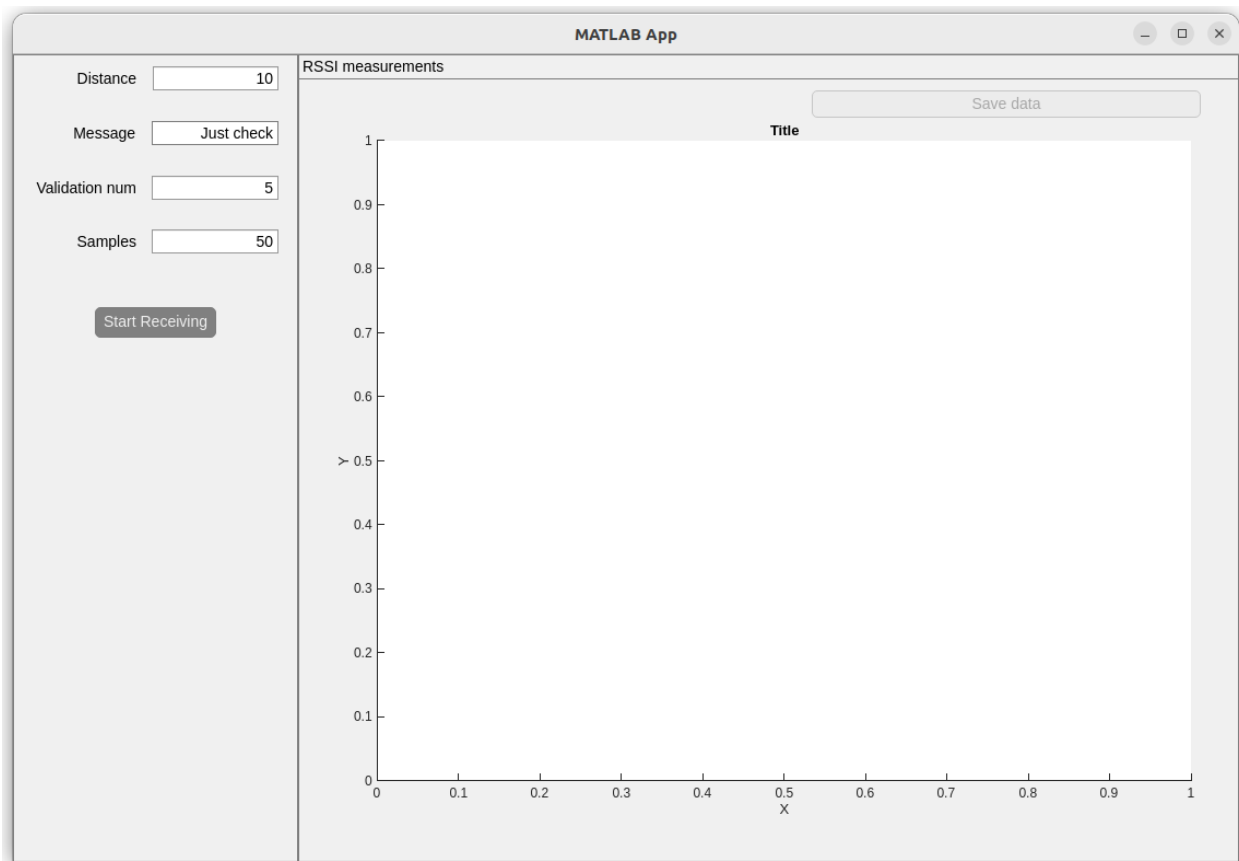 MATLAB App
Distance 10
Message Just check
Validation num 5
Samples 50
Start Receiving
RSSI measurements
Save data
Title
1
0.9
0.8
0.7
0.6
0.5
0.4
0.3
0.2
0.1
0
Y
0 0.1 0.2 0.3 0.4 0.5 0.6 0.7 0.8 0.9 1
X